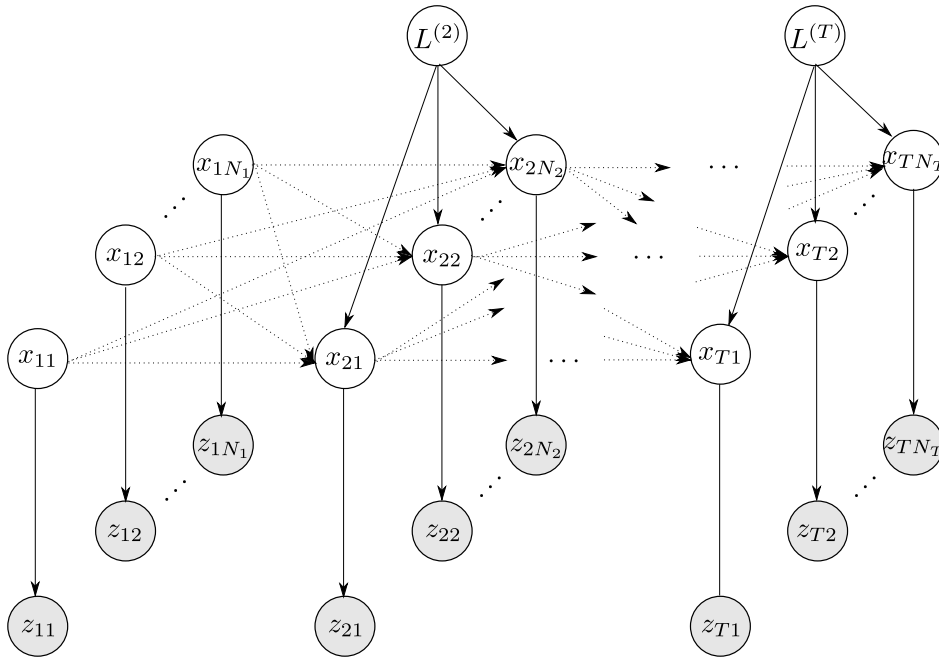 L^{(2)} L^{(T)}
x_{1N_1} x_{2N_2} ... x_{TN_T}
x_{12} x_{22} ... x_{T2}
x_{11} x_{21} ... x_{T1}
z_{1N_1} z_{2N_2} z_{TN_T}
z_{12} z_{22} z_{T2}
z_{11} z_{21} z_{T1}